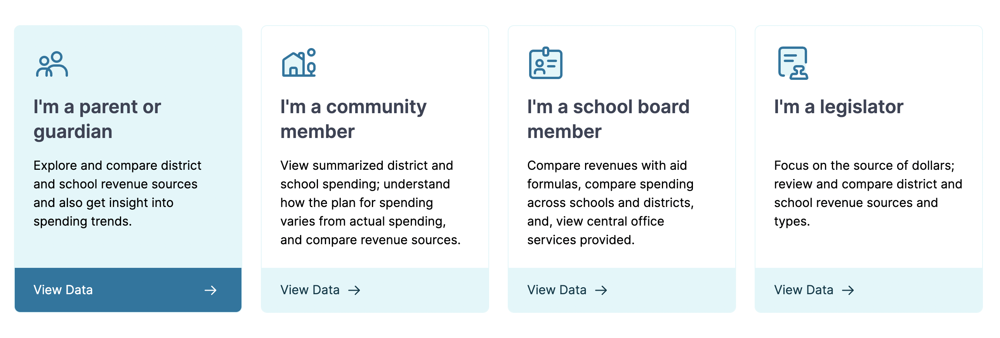 I'm a parent or
guardian
Explore and compare district
and school revenue sources
and also get insight into
spending trends.
View Data
I'm a community
member
View summarized district and
school spending; understand
how the plan for spending
varies from actual spending,
and compare revenue sources.
View Data
I'm a school board
member
Compare revenues with aid
formulas, compare spending
across schools and districts,
and, view central office
services provided.
View Data
I'm a legislator
Focus on the source of dollars;
review and compare district and
school revenue sources and
types.
View Data